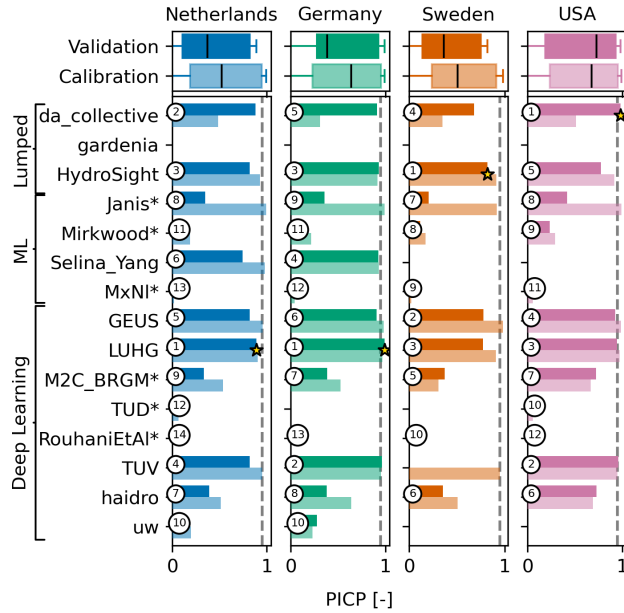 Netherlands Germany Sweden USA
Validation
Calibration
Lumped
da_collective 2 5 4 1
gardenia
HydroSight 3 3 1 5
ML
Janis* 8 9 7 8
Mirkwood* 11 11 8 9
Selina_Yang 6 4
MxNl* 13 12 9 11
Deep Learning
GEUS 5 6 2 4
LUHG 1 1 3 3
M2C_BRGM* 9 7 5 7
TUD* 12 10
RouhaniEtAl* 14 13 10 12
TUV 4 2 2
haidro 7 8 6 6
uw 10 10
0 1 0 1 0 1 0 1
PICP [-]